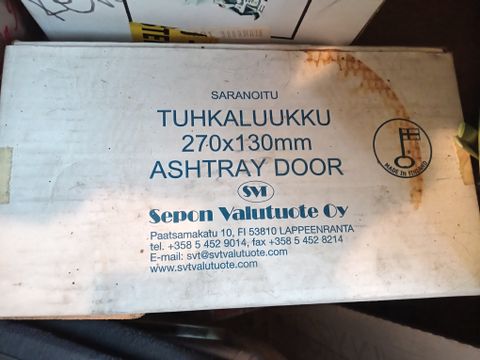 SARANOITU
TUHKALUUKKU
270x130mm
ASHTRAY DOOR
SVT
Sepon Valutuote Oy
Paatsamakatu 10, FI 53810 LAPPEENRANTA
tel. +358 5 452 9014, fax +358 5 452 8214
E-mail: svt@svtvalutuote.com
www.svtvalutuote.com
MADE IN FINLAND